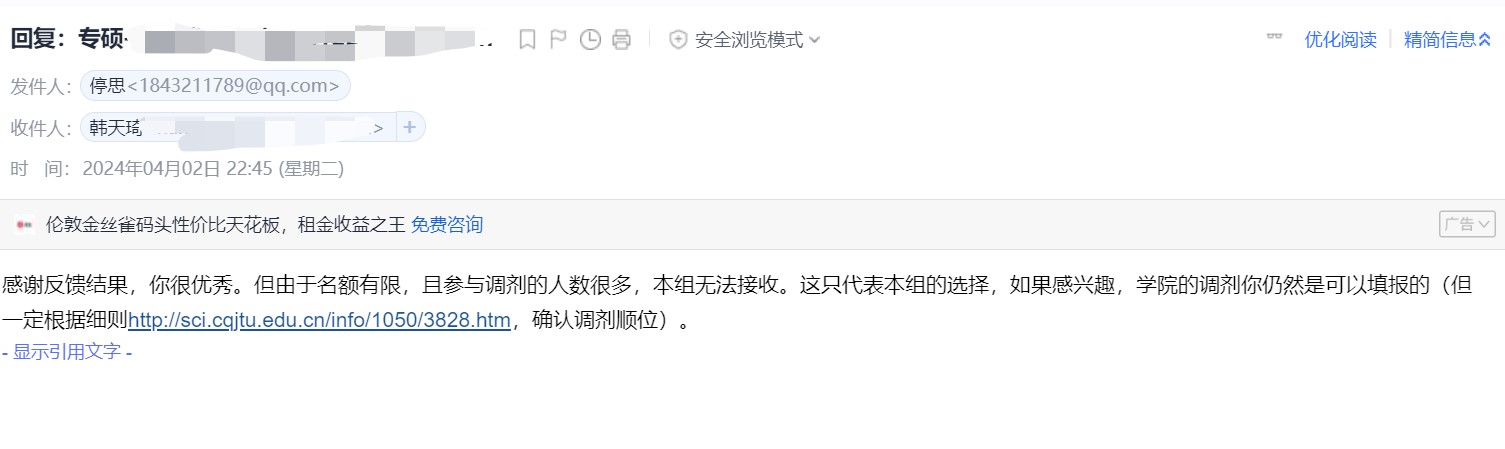 回复：专硕
安全浏览模式
优化阅读
精简信息
发件人：停思<1843211789@qq.com>
收件人：韩天琦 >+
时 间：2024年04月02日 22:45 (星期二)
伦敦金丝雀码头性价比天花板，租金收益之王 免费咨询
广告
感谢反馈结果，你很优秀。但由于名额有限，且参与调剂的人数很多，本组无法接收。这只代表本组的选择，如果感兴趣，学院的调剂你仍然是可以填报的（但
一定根据细则http://sci.cqjtu.edu.cn/info/1050/3828.htm，确认调剂顺位）。
- 显示引用文字 -